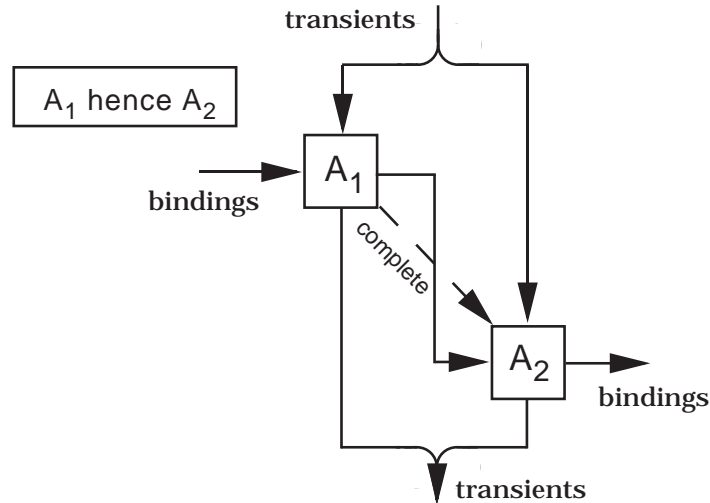 transients
A₁ hence A₂
A₁
bindings
complete
A₂
bindings
transients